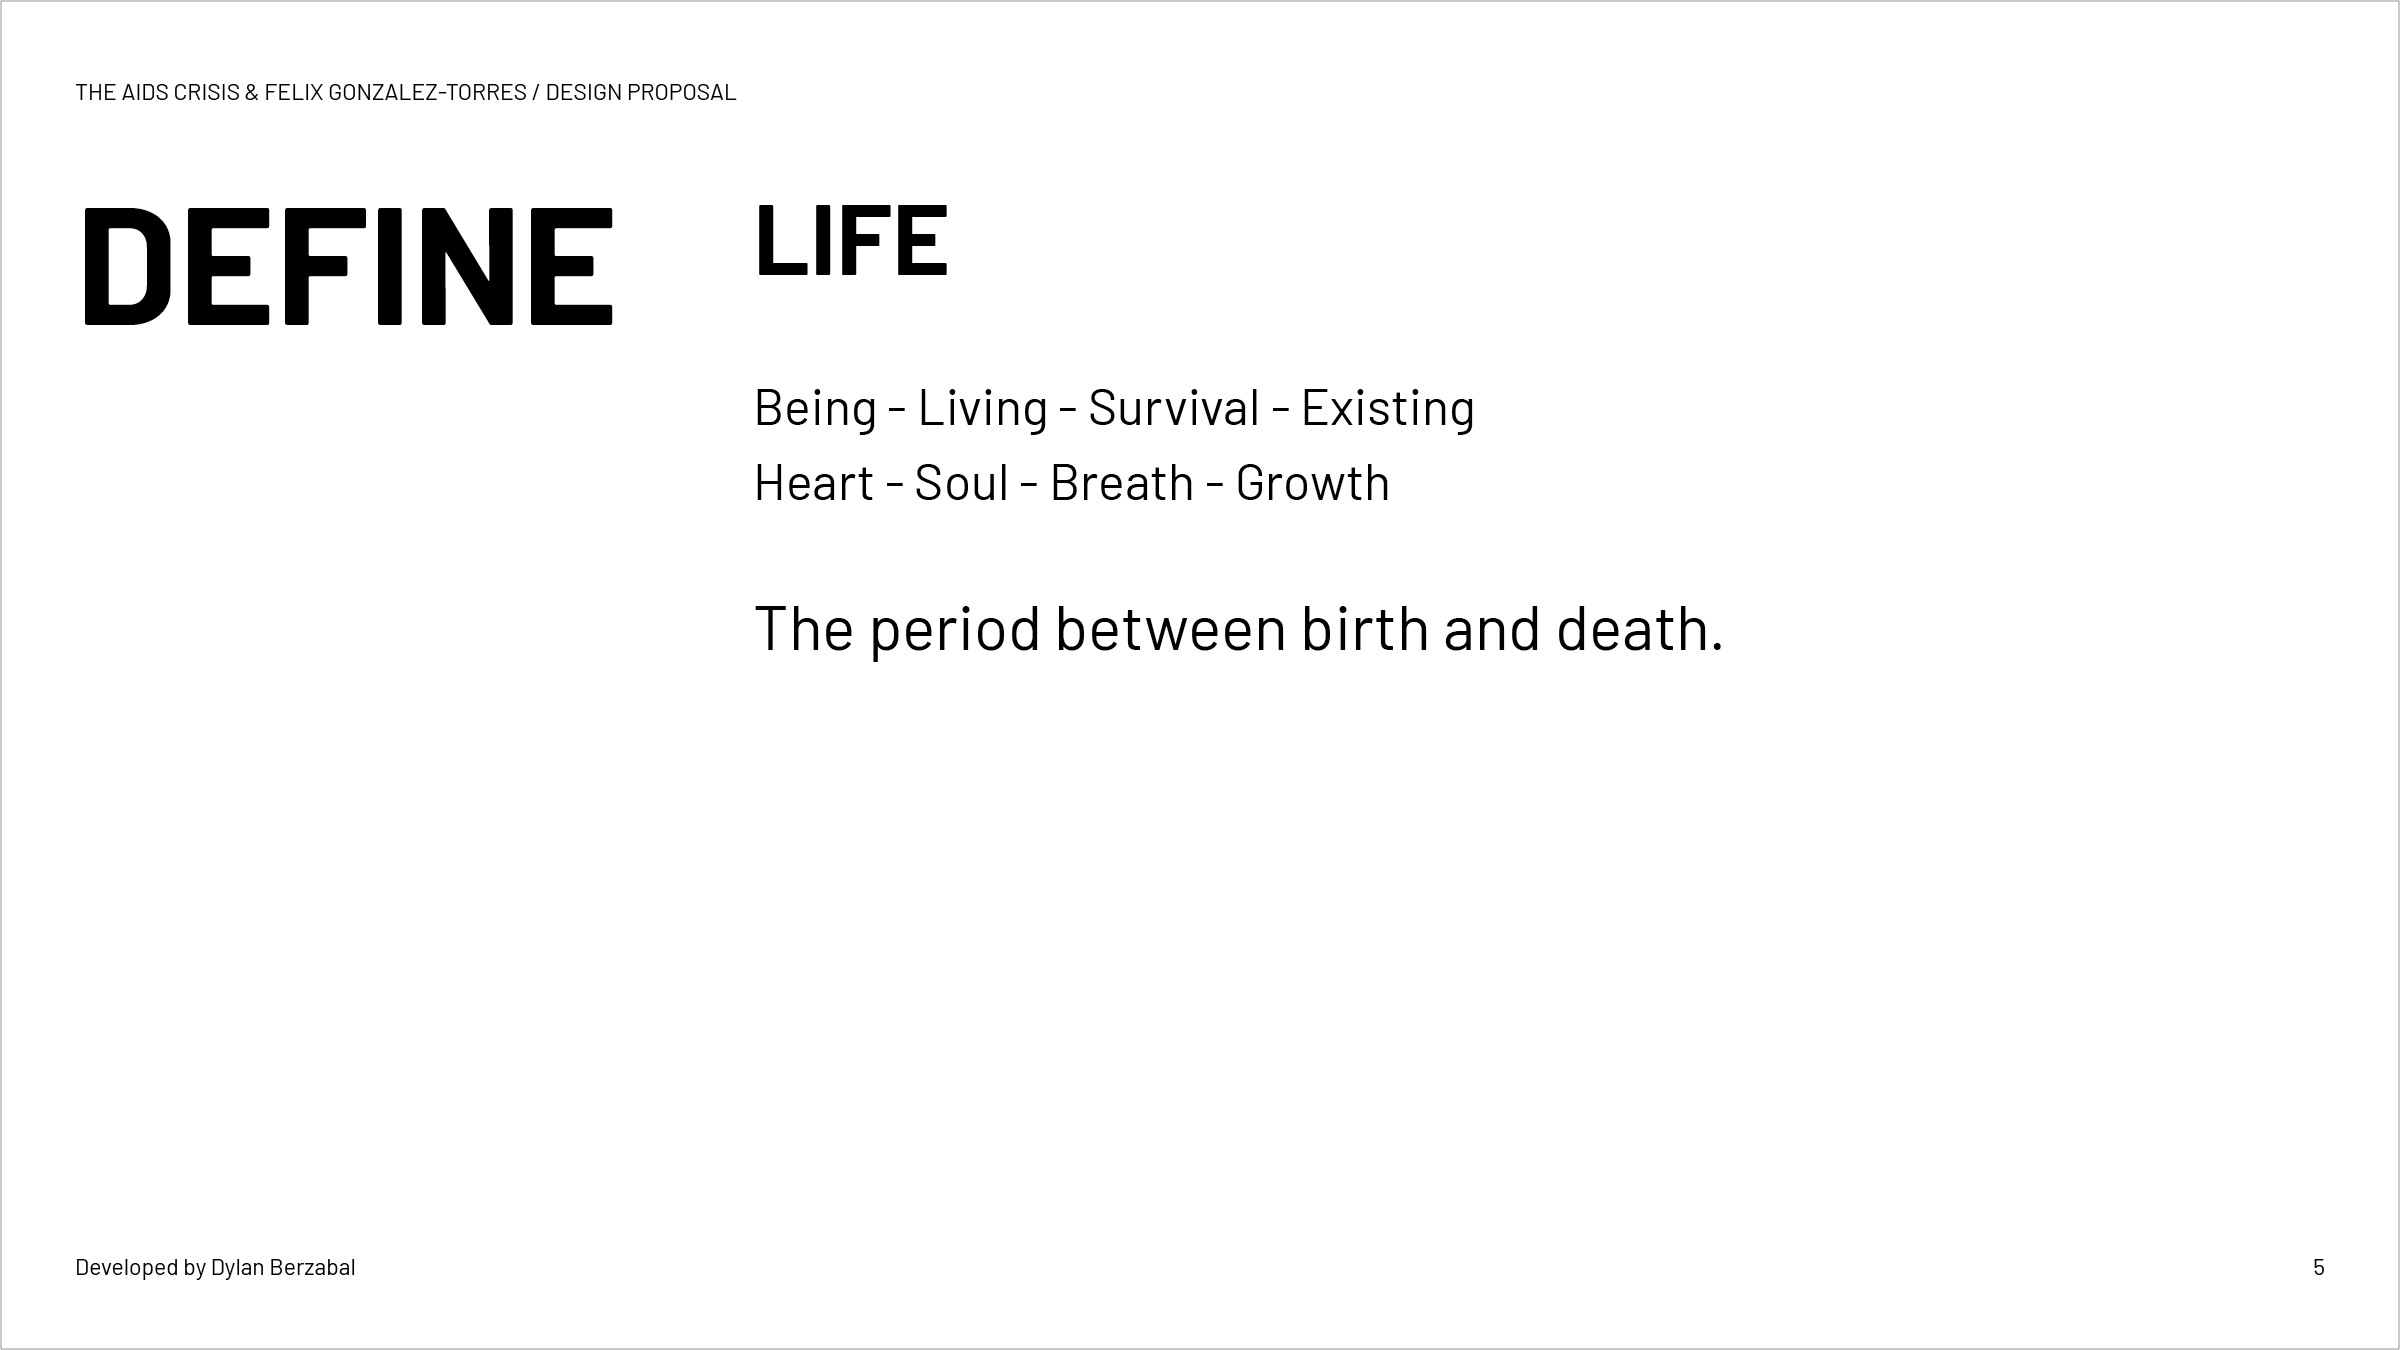 THE AIDS CRISIS & FELIX GONZALEZ-TORRES / DESIGN PROPOSAL
DEFINE
LIFE
Being - Living - Survival - Existing
Heart - Soul - Breath - Growth
The period between birth and death.
Developed by Dylan Berzabal
5